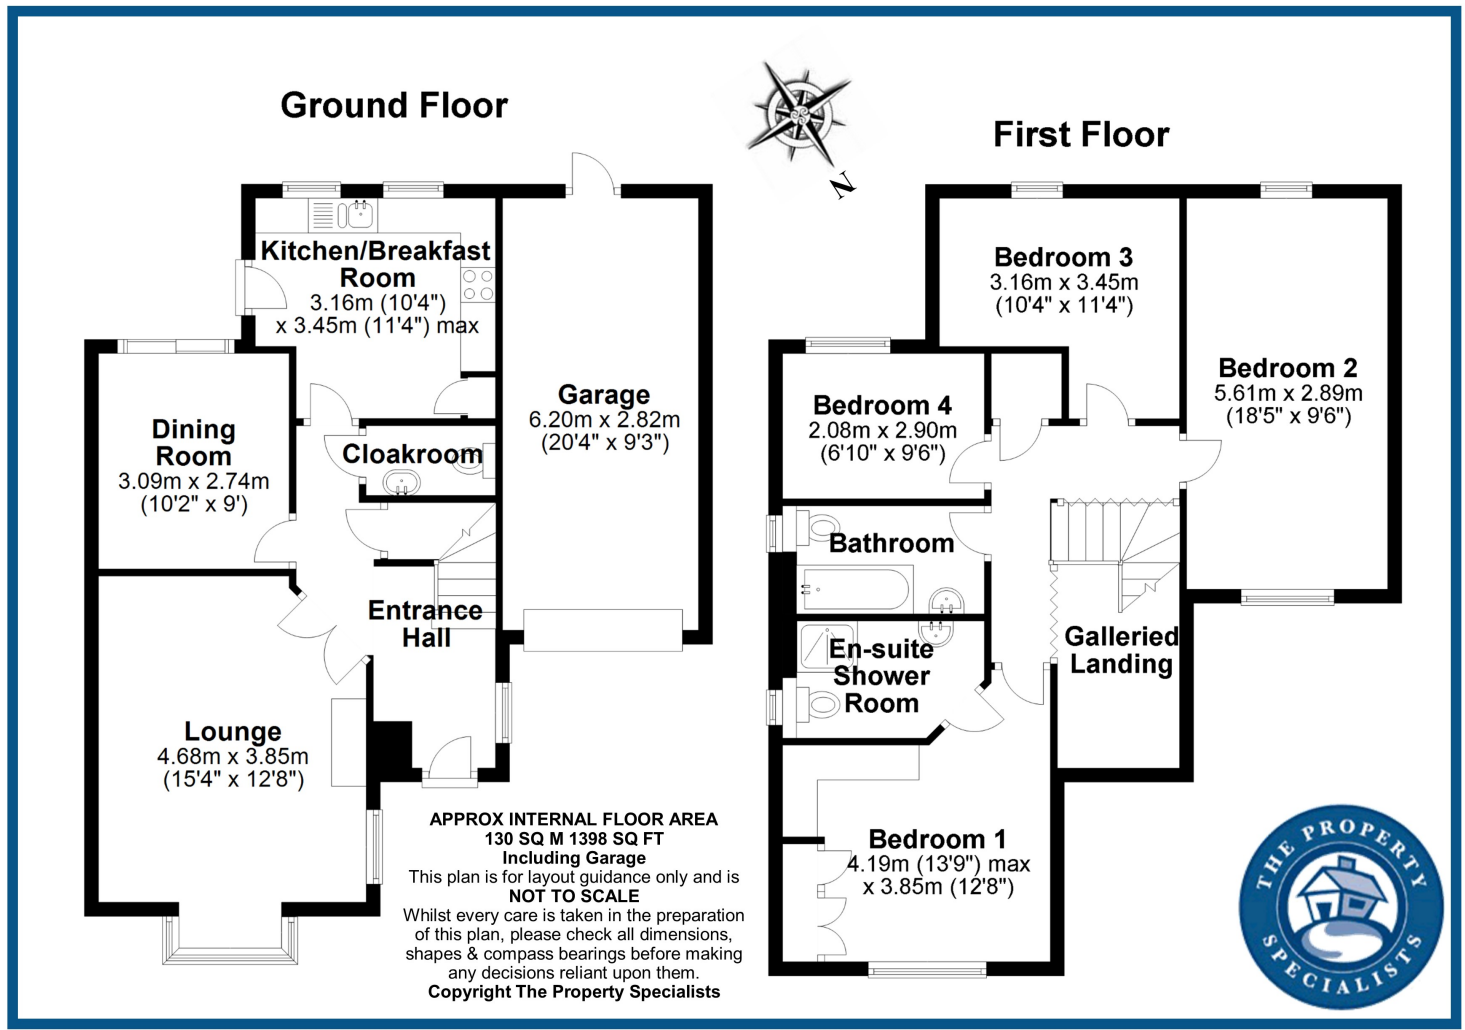 Ground Floor
First Floor
N
Kitchen/Breakfast
Room
3.16m (10'4")
x 3.45m (11'4") max
Garage
6.20m x 2.82m
(20'4" x 9'3")
Dining
Room
3.09m x 2.74m
(10'2" x 9')
Cloakroom
Entrance
Hall
Lounge
4.68m x 3.85m
(15'4" x 12'8")
Bedroom 3
3.16m x 3.45m
(10'4" x 11'4")
Bedroom 2
5.61m x 2.89m
(18'5" x 9'6")
Bedroom 4
2.08m x 2.90m
(6'10" x 9'6")
Bathroom
En-suite
Shower
Room
Galleried
Landing
Bedroom 1
4.19m (13'9") max
x 3.85m (12'8")
APPROX INTERNAL FLOOR AREA
130 SQ M 1398 SQ FT
Including Garage
This plan is for layout guidance only and is
NOT TO SCALE
Whilst every care is taken in the preparation
of this plan, please check all dimensions,
shapes & compass bearings before making
any decisions reliant upon them.
Copyright The Property Specialists
THE PROPERTY
SPECIALISTS